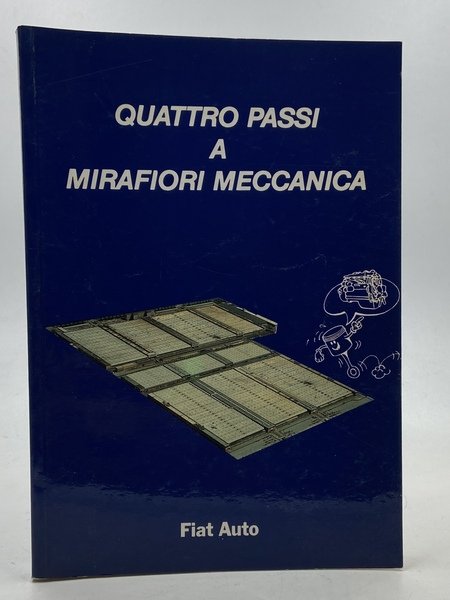 QUATTRO PASSI
A
MIRAFIORI MECCANICA
Fiat Auto